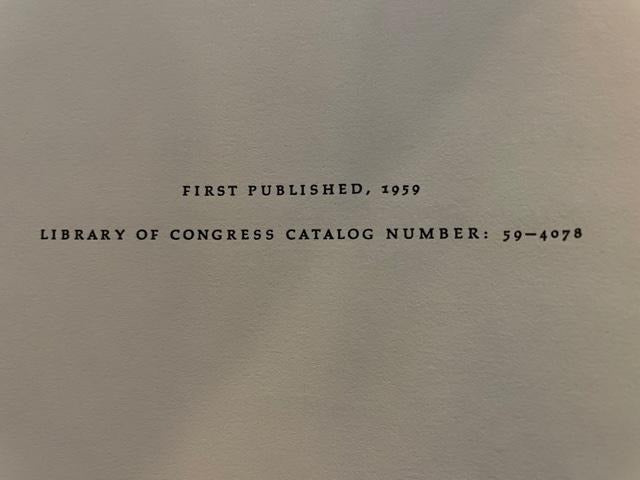 FIRST PUBLISHED, 1959
LIBRARY OF CONGRESS CATALOG NUMBER: 59–4078